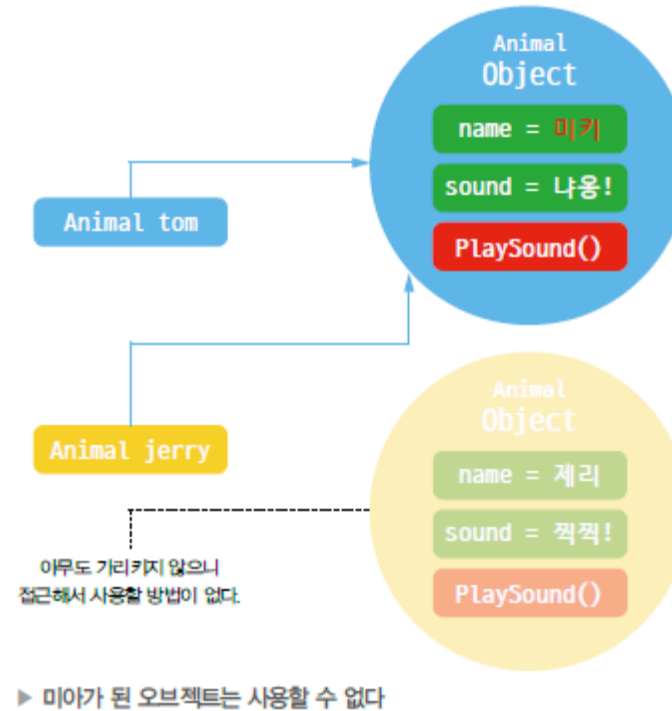 Animal
Object
name = 미키
sound = 냐옹!
PlaySound()
Animal tom
Animal jerry
Animal
Object
name = 제리
sound = 찍찍!
PlaySound()
아무도 가리키지 않으니
접근해서 사용할 방법이 없다.
▶ 미아가 된 오브젝트는 사용할 수 없다